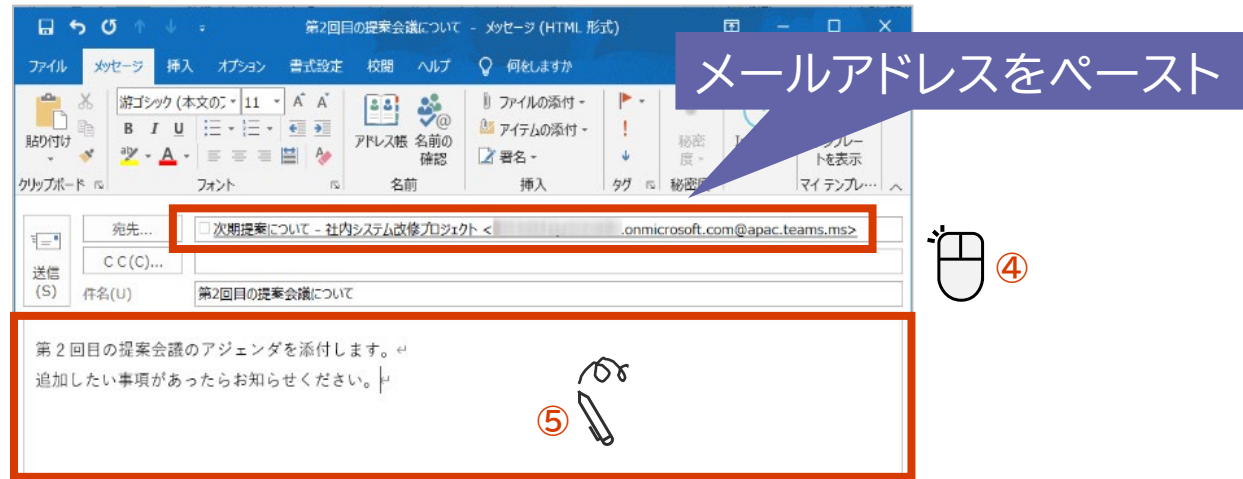 第2回目の提案会議について - メッセージ (HTML 形式)
ファイル メッセージ 挿入 オプション 書式設定 校閲 ヘルプ 何をしますか
メールアドレスをペースト
貼り付け
游ゴシック (本文の 11 A A
B I U
アドレス帳 名前の確認
ファイルの添付
アイテムの添付
署名
秘密度
トを表示
クリップボード フォント 名前 挿入 タグ 秘密度 マイ テンプレ…
送信(S)
宛先... 次期提案について - 社内システム改修プロジェクト < .onmicrosoft.com@apac.teams.ms>
C C (C)...
件名(U) 第2回目の提案会議について
④
第２回目の提案会議のアジェンダを添付します。↵
追加したい事項があったらお知らせください。↵
⑤